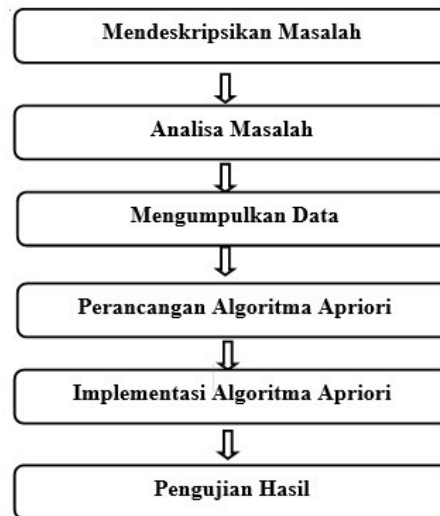 Mendeskripsikan Masalah
Analisa Masalah
Mengumpulkan Data
Perancangan Algoritma Apriori
Implementasi Algoritma Apriori
Pengujian Hasil